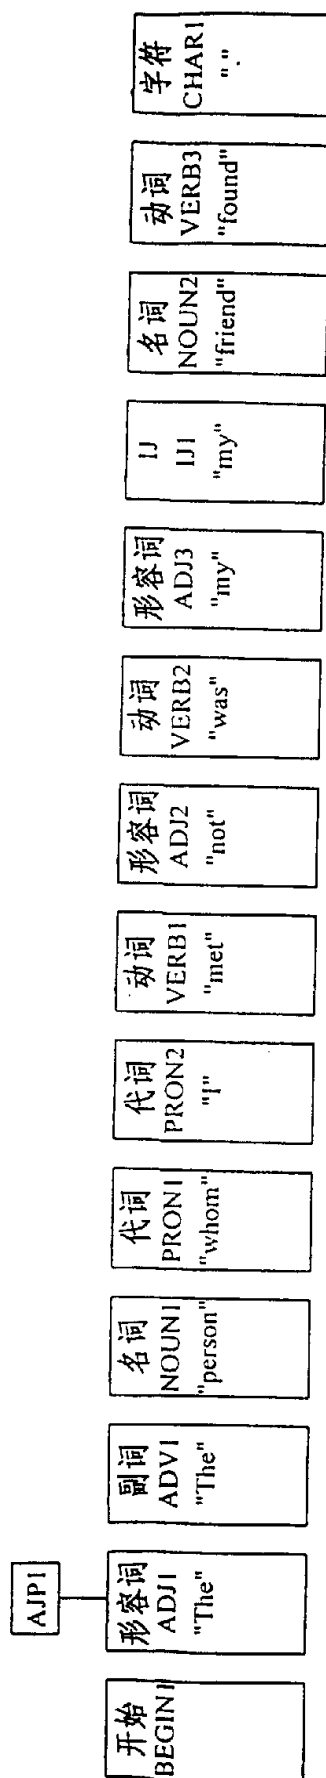 AJP1
开始
BEGIN1
形容词
ADJ1
"The"
副词
ADV1
"The"
名词
NOUN1
"person"
代词
PRON1
"whom"
代词
PRON2
"I"
动词
VERB1
"met"
形容词
ADJ2
"not"
动词
VERB2
"was"
形容词
ADJ3
"my"
IJ
IJ1
"my"
名词
NOUN2
"friend"
动词
VERB3
"found"
字符
CHAR1
"."